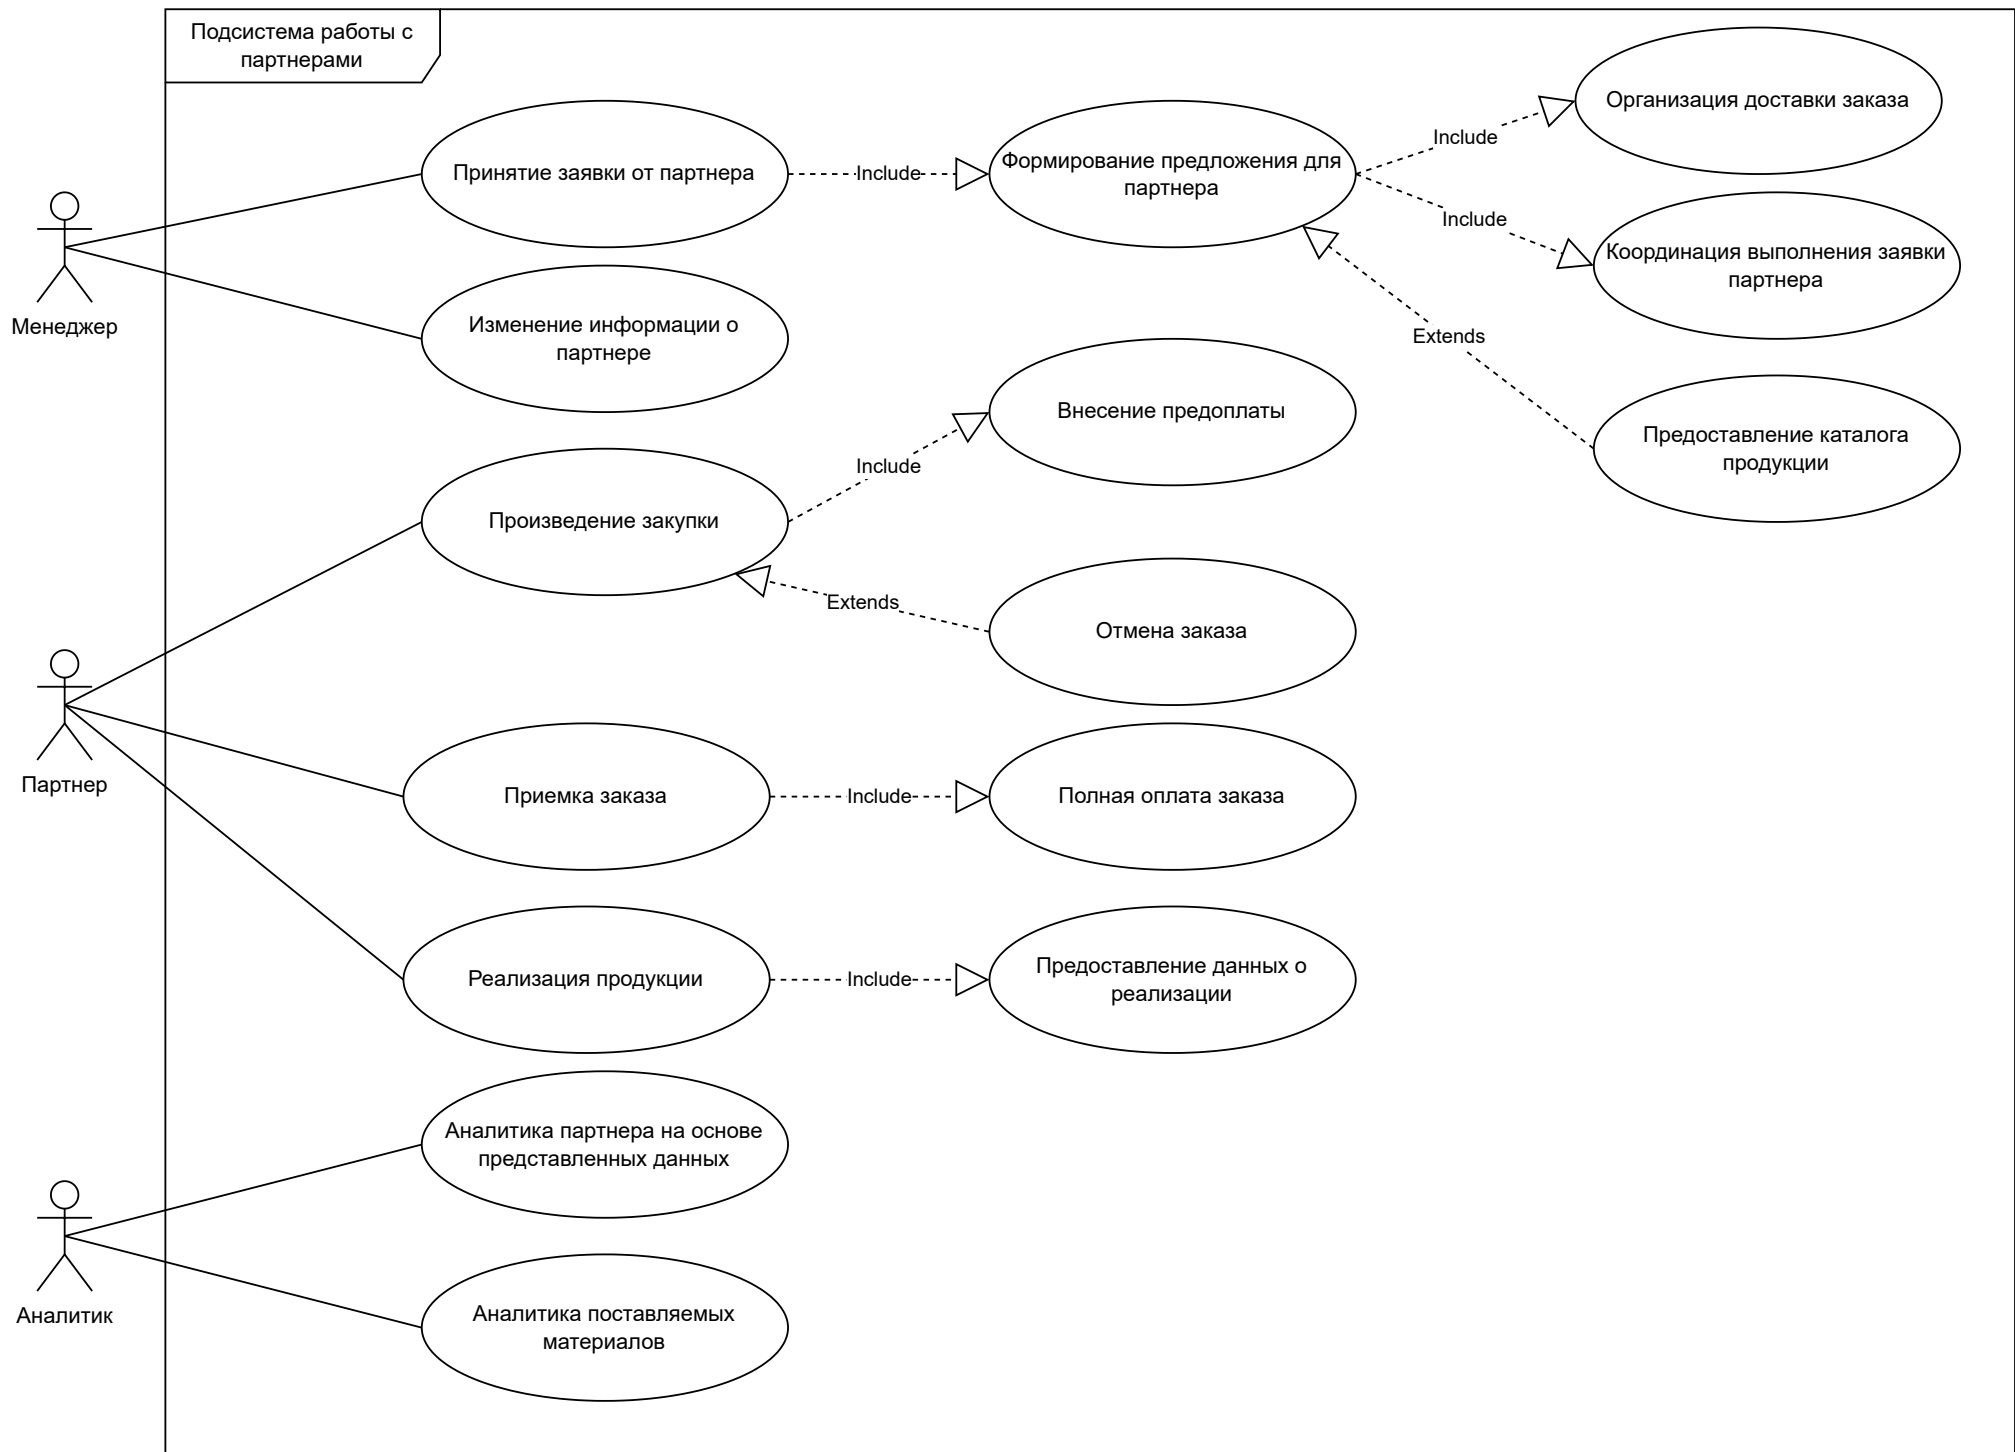 Подсистема работы с
партнерами
Организация доставки заказа
Принятие заявки от партнера
Include
Формирование предложения для
партнера
Include
Include
Координация выполнения заявки
партнера
Менеджер
Изменение информации о
партнере
Extends
Внесение предоплаты
Предоставление каталога
продукции
Include
Произведение закупки
Extends
Отмена заказа
Партнер
Приемка заказа
Include
Полная оплата заказа
Реализация продукции
Include
Предоставление данных о
реализации
Аналитика партнера на основе
представленных данных
Аналитик
Аналитика поставляемых
материалов